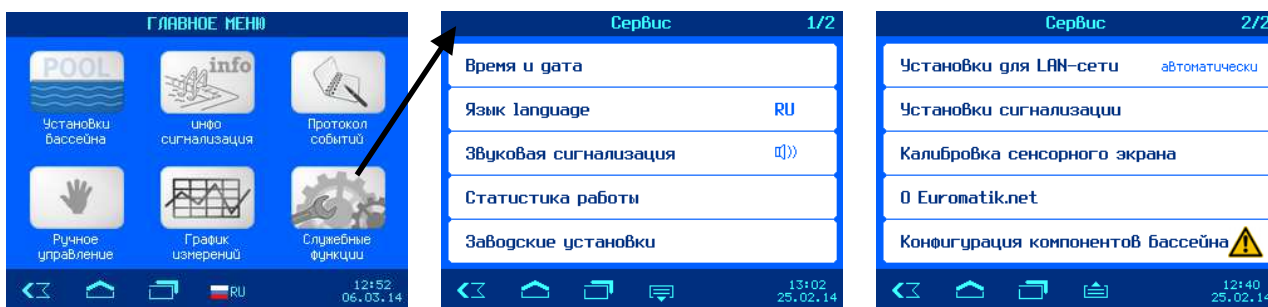 ГЛАВНОЕ МЕНЮ
POOL
info
Установки
бассейна
инфо
сигнализация
Протокол
событий
Ручное
управление
График
измерений
Служебные
функции
RU
12:52
06.03.14
Сервис 1/2
Время и дата
Язык language RU
Звуковая сигнализация
Статистика работы
Заводские установки
13:02
25.02.14
Сервис 2/2
Установки для LAN-сети автоматически
Установки сигнализации
Калибровка сенсорного экрана
О Euromatik.net
Конфигурация компонентов бассейна
12:40
25.02.14